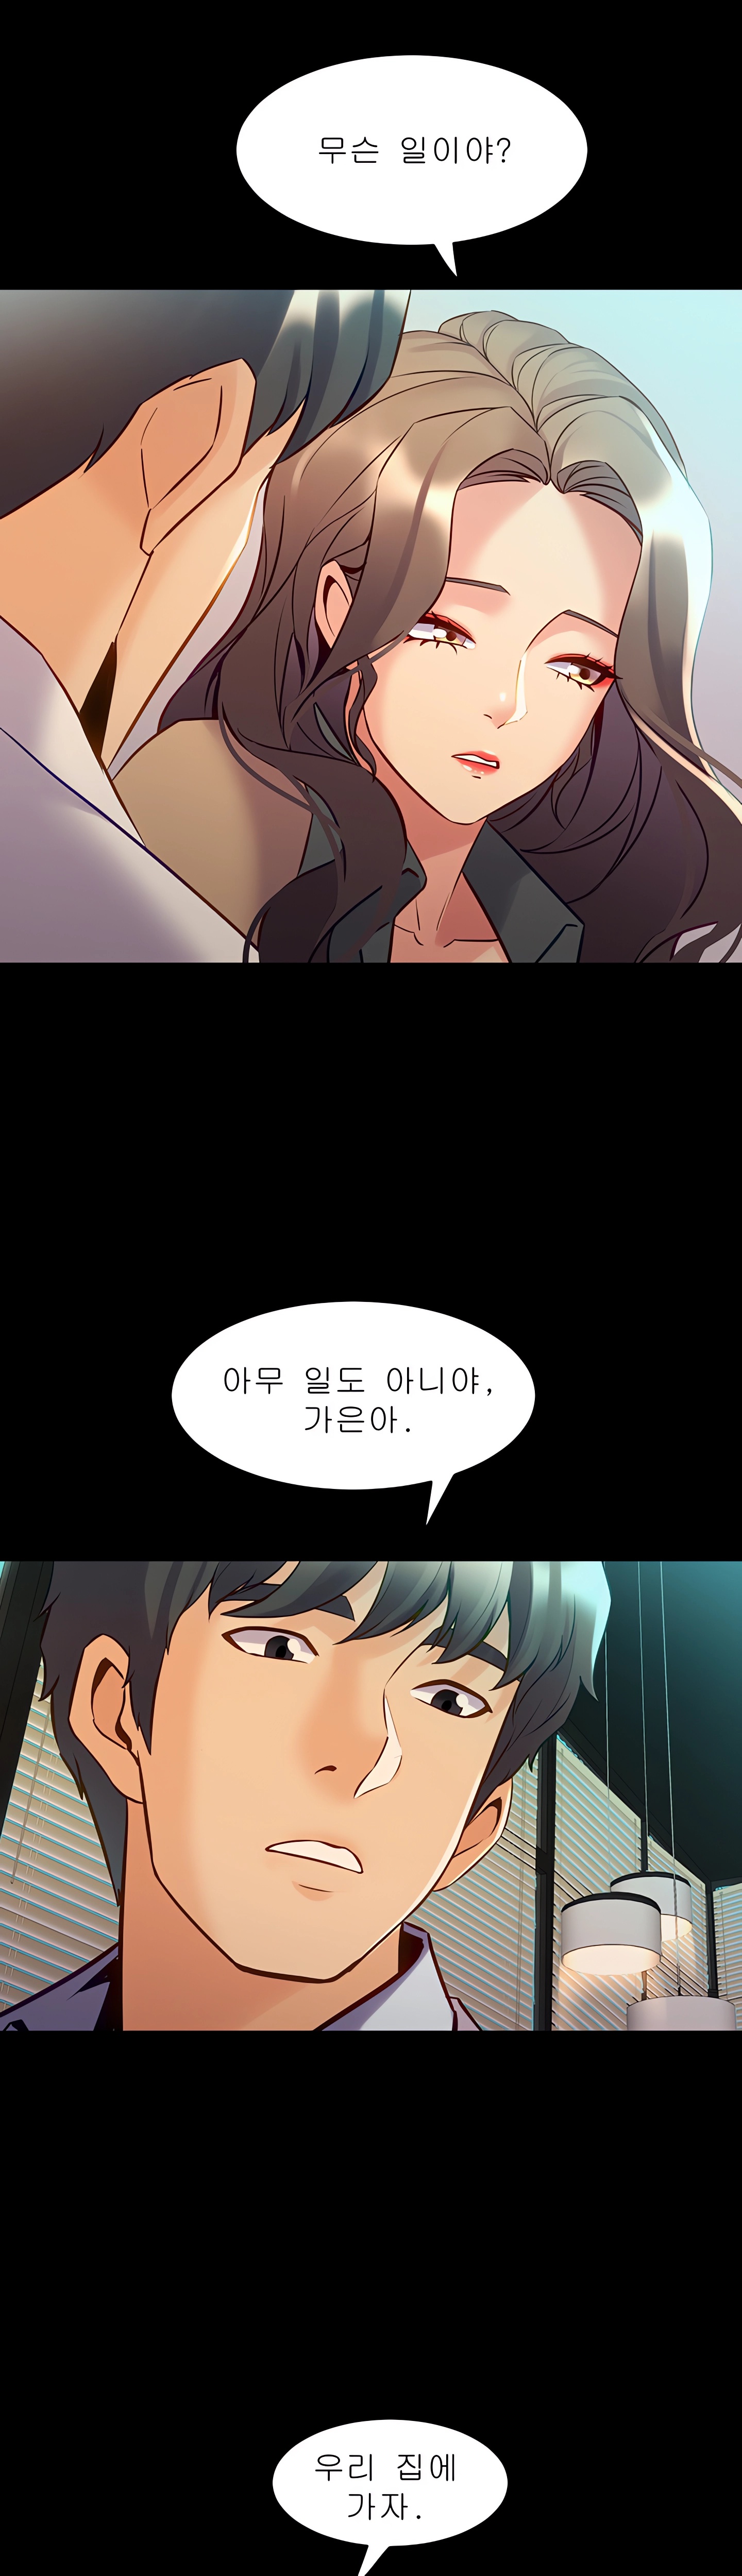 무슨 일이야?
아무 일도 아니야,
가은아.
우리 집에
가자.